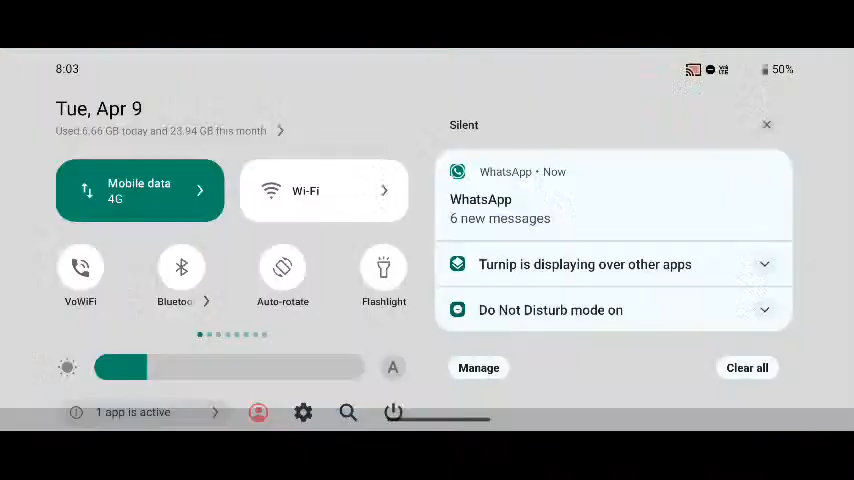 8:03
50%
Tue, Apr 9
Used 6.66 GB today and 23.94 GB this month
Mobile data
4G
Wi-Fi
VoWiFi
Bluetoo
Auto-rotate
Flashlight
A
1 app is active
Silent
WhatsApp • Now
WhatsApp
6 new messages
Turnip is displaying over other apps
Do Not Disturb mode on
Manage
Clear all